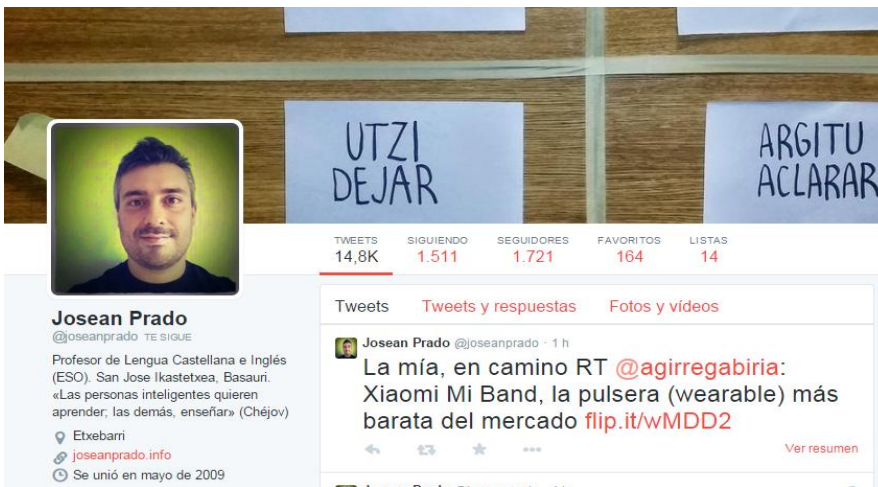 UTZI
DEJAR
ARGITU
ACLARAR
TWEETS
14,8K
SIGUIENDO
1.511
SEGUIDORES
1.721
FAVORITOS
164
LISTAS
14
Josean Prado
@joseanprado TE SIGUE
Profesor de Lengua Castellana e Inglés
(ESO). San Jose Ikastetxea, Basauri.
«Las personas inteligentes quieren
aprender; las demás, enseñar» (Chéjov)
Etxebarri
joseanprado.info
Se unió en mayo de 2009
Tweets Tweets y respuestas Fotos y vídeos
Josean Prado @joseanprado · 1 h
La mía, en camino RT @agirregabiria:
Xiaomi Mi Band, la pulsera (wearable) más
barata del mercado flip.it/wMDD2
Ver resumen